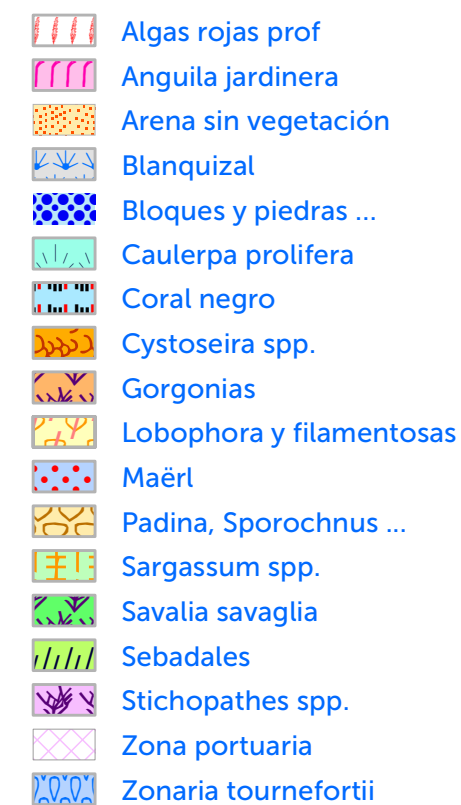 Algas rojas prof
Anguila jardinera
Arena sin vegetación
Blanquizal
Bloques y piedras ...
Caulerpa prolifera
Coral negro
Cystoseira spp.
Gorgonias
Lobophora y filamentosas
Maërl
Padina, Sporochnus ...
Sargassum spp.
Savalia savaglia
Sebadales
Stichopathes spp.
Zona portuaria
Zonaria tournefortii